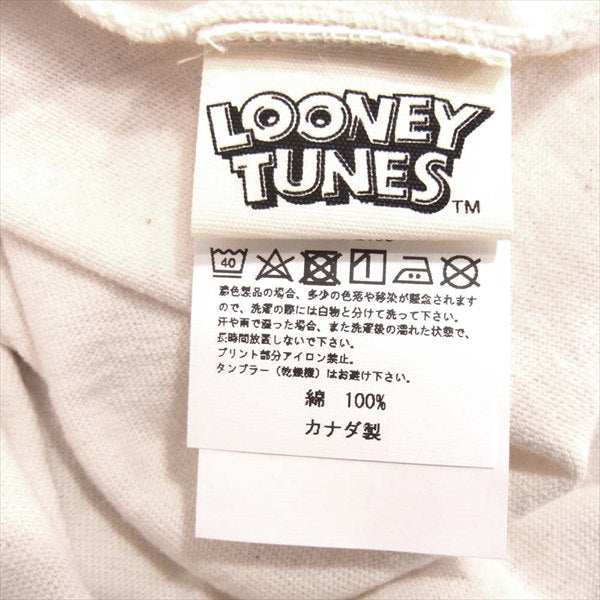 LOONEY
TUNES™
40
濃色製品の場合、多少の色落や移染が懸念されます
ので、洗濯の際には白物と分けて洗って下さい。
汗や雨で湿った場合、また洗濯後の濡れた状態で、
長時間放置しないで下さい。
プリント部分アイロン禁止。
タンブラー(乾燥機)はお避け下さい。
綿 100%
カナダ製